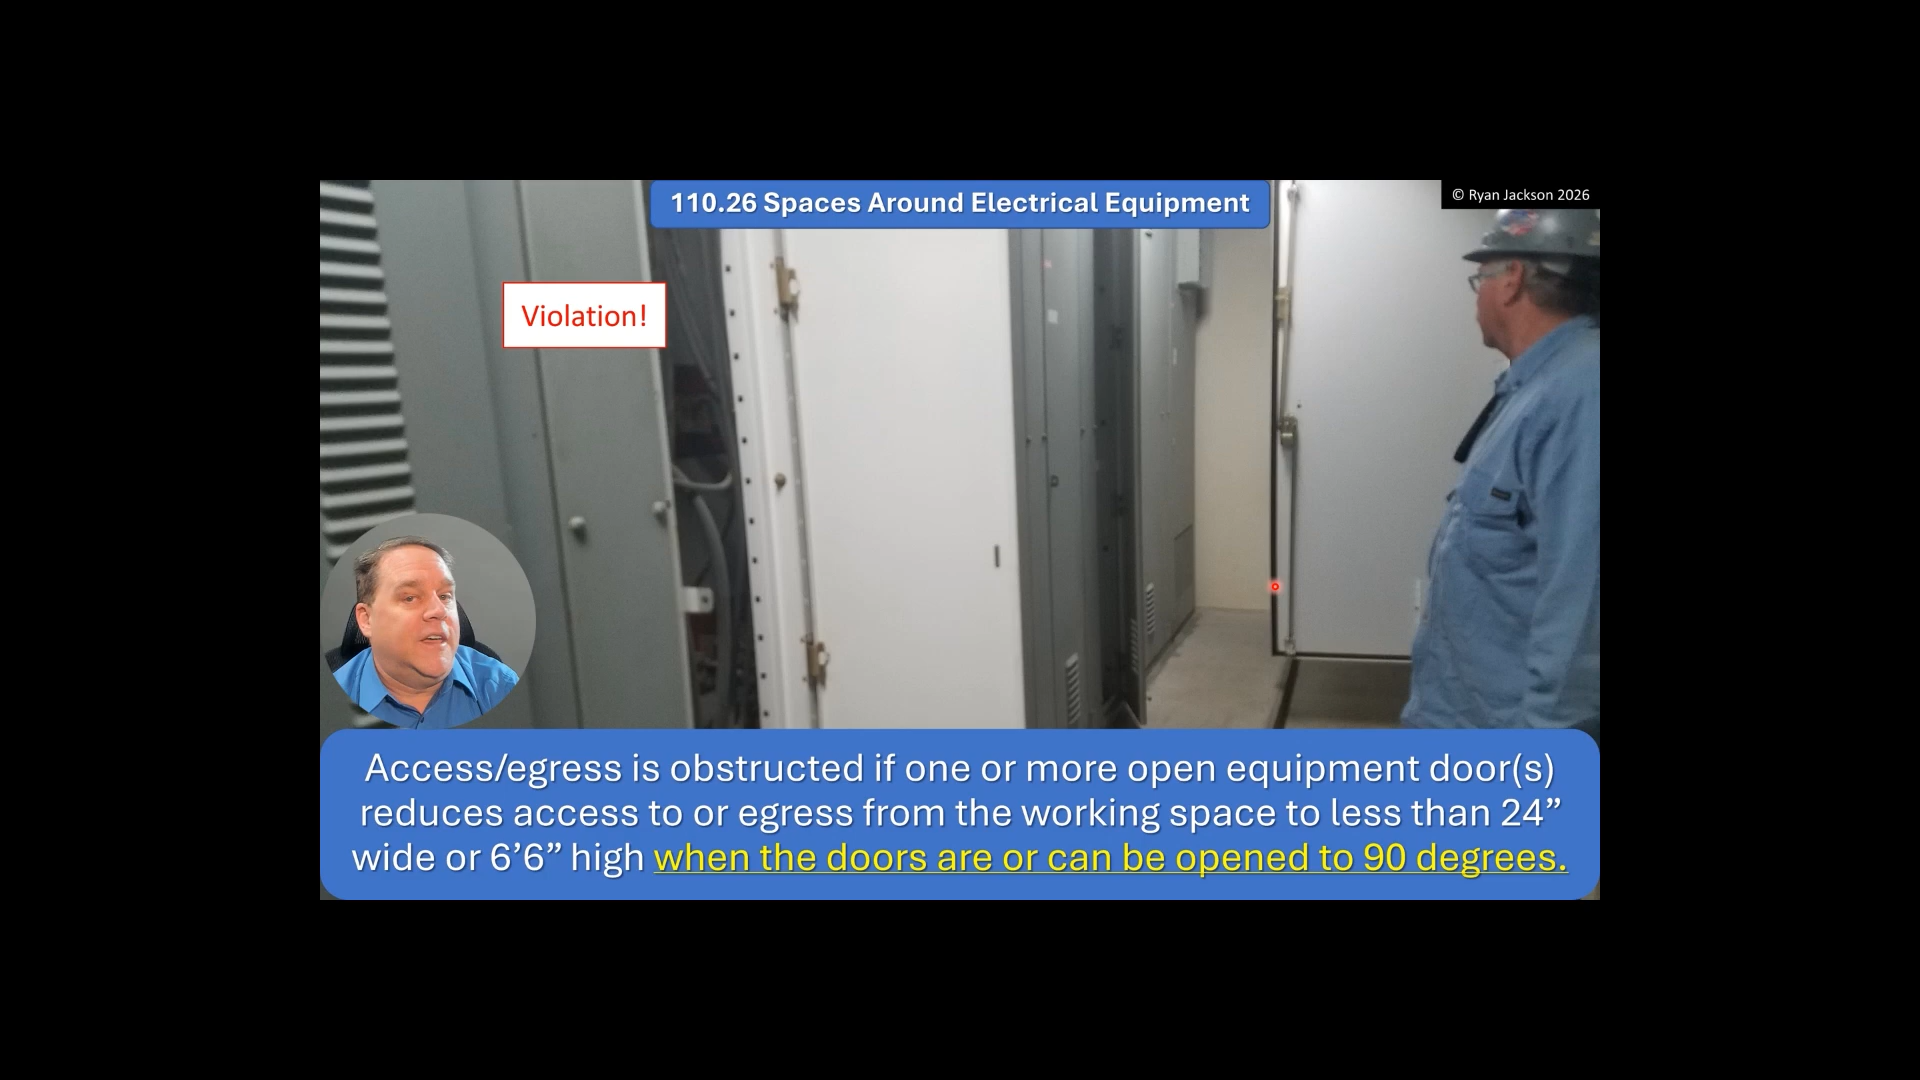 110.26 Spaces Around Electrical Equipment
© Ryan Jackson 2026
Violation!
Access/egress is obstructed if one or more open equipment door(s)
reduces access to or egress from the working space to less than 24”
wide or 6’6” high when the doors are or can be opened to 90 degrees.